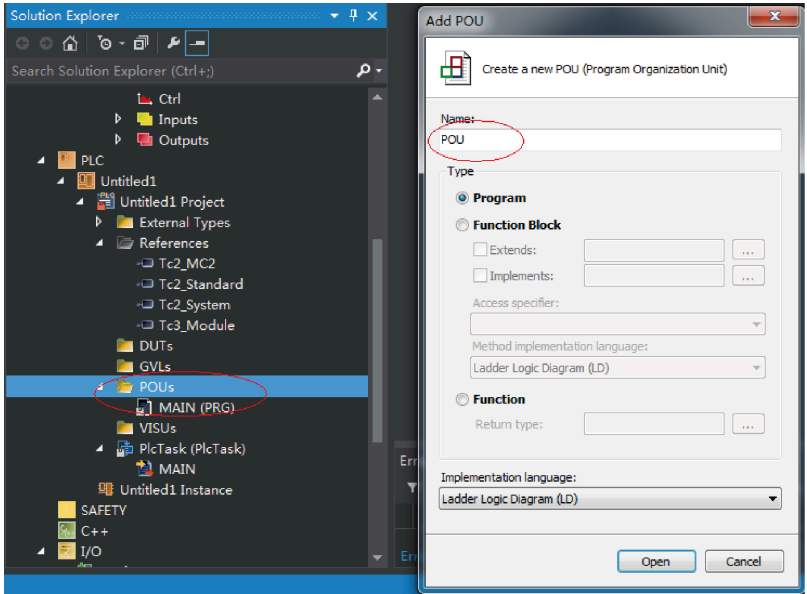 Solution Explorer
Search Solution Explorer (Ctrl+;)
Ctrl
Inputs
Outputs
PLC
Untitled1
Untitled1 Project
External Types
References
Tc2_MC2
Tc2_Standard
Tc2_System
Tc3_Module
DUTs
GVLs
POUs
MAIN (PRG)
VISUs
PlcTask (PlcTask)
MAIN
Untitled1 Instance
SAFETY
C++
I/O
Add POU
Create a new POU (Program Organization Unit)
Name:
POU
Type
Program
Function Block
Extends:
...
Implements:
...
Access specifier:
Method implementation language:
Ladder Logic Diagram (LD)
Function
Return type:
...
Implementation language:
Ladder Logic Diagram (LD)
Open
Cancel